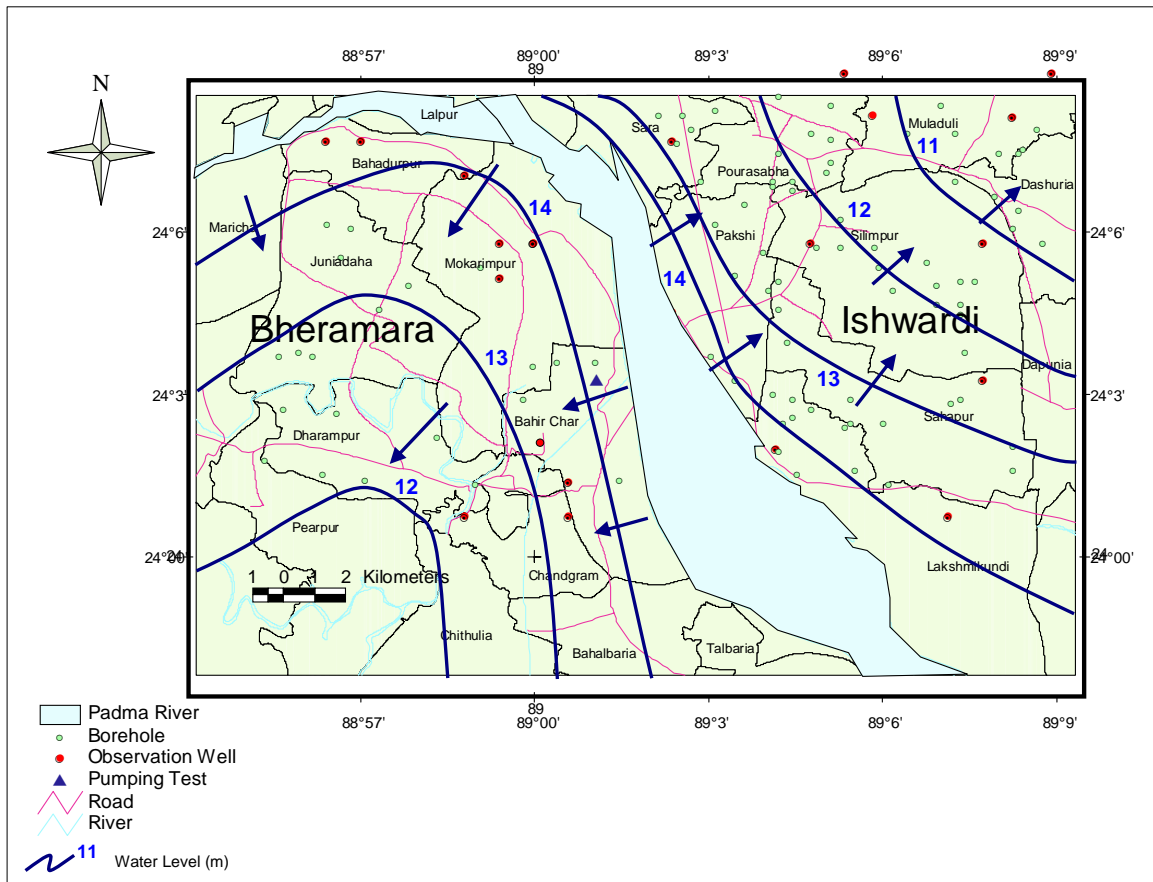 N
88°57'
89°00'
89
89°3'
89°6'
89°9'
Lalpur
Sara
Muladuli
11
Bahadurpur
Pourasabha
Dashuria
14
12
Maricha
24°6'
Pakshi
Silimpur
24°6'
Juniadaha
Mokarimpur
14
Bheramara
Ishwardi
13
13
Dapunia
24°3'
24°3'
Bahir Char
Sahapur
Dharampur
12
Pearpur
24°00'
24
24°00'
24
Chandgram
Lakshmikundi
1 0 1 2 Kilometers
Chithulia
Bahalbaria
Talbaria
88°57'
89°00'
89°3'
89°6'
89°9'
Padma River
Borehole
Observation Well
Pumping Test
Road
River
11 Water Level (m)